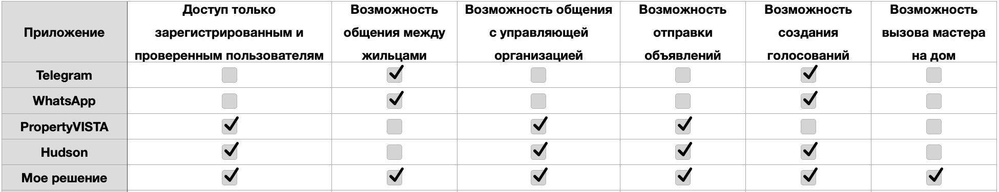 Приложение
Доступ только
зарегистрированным и
проверенным пользователям
Возможность
общения между
жильцами
Возможность общения
с управляющей
организацией
Возможность
отправки
объявлений
Возможность
создания
голосований
Возможность
вызова мастера
на дом
Telegram
WhatsApp
PropertyVISTA
Hudson
Мое решение